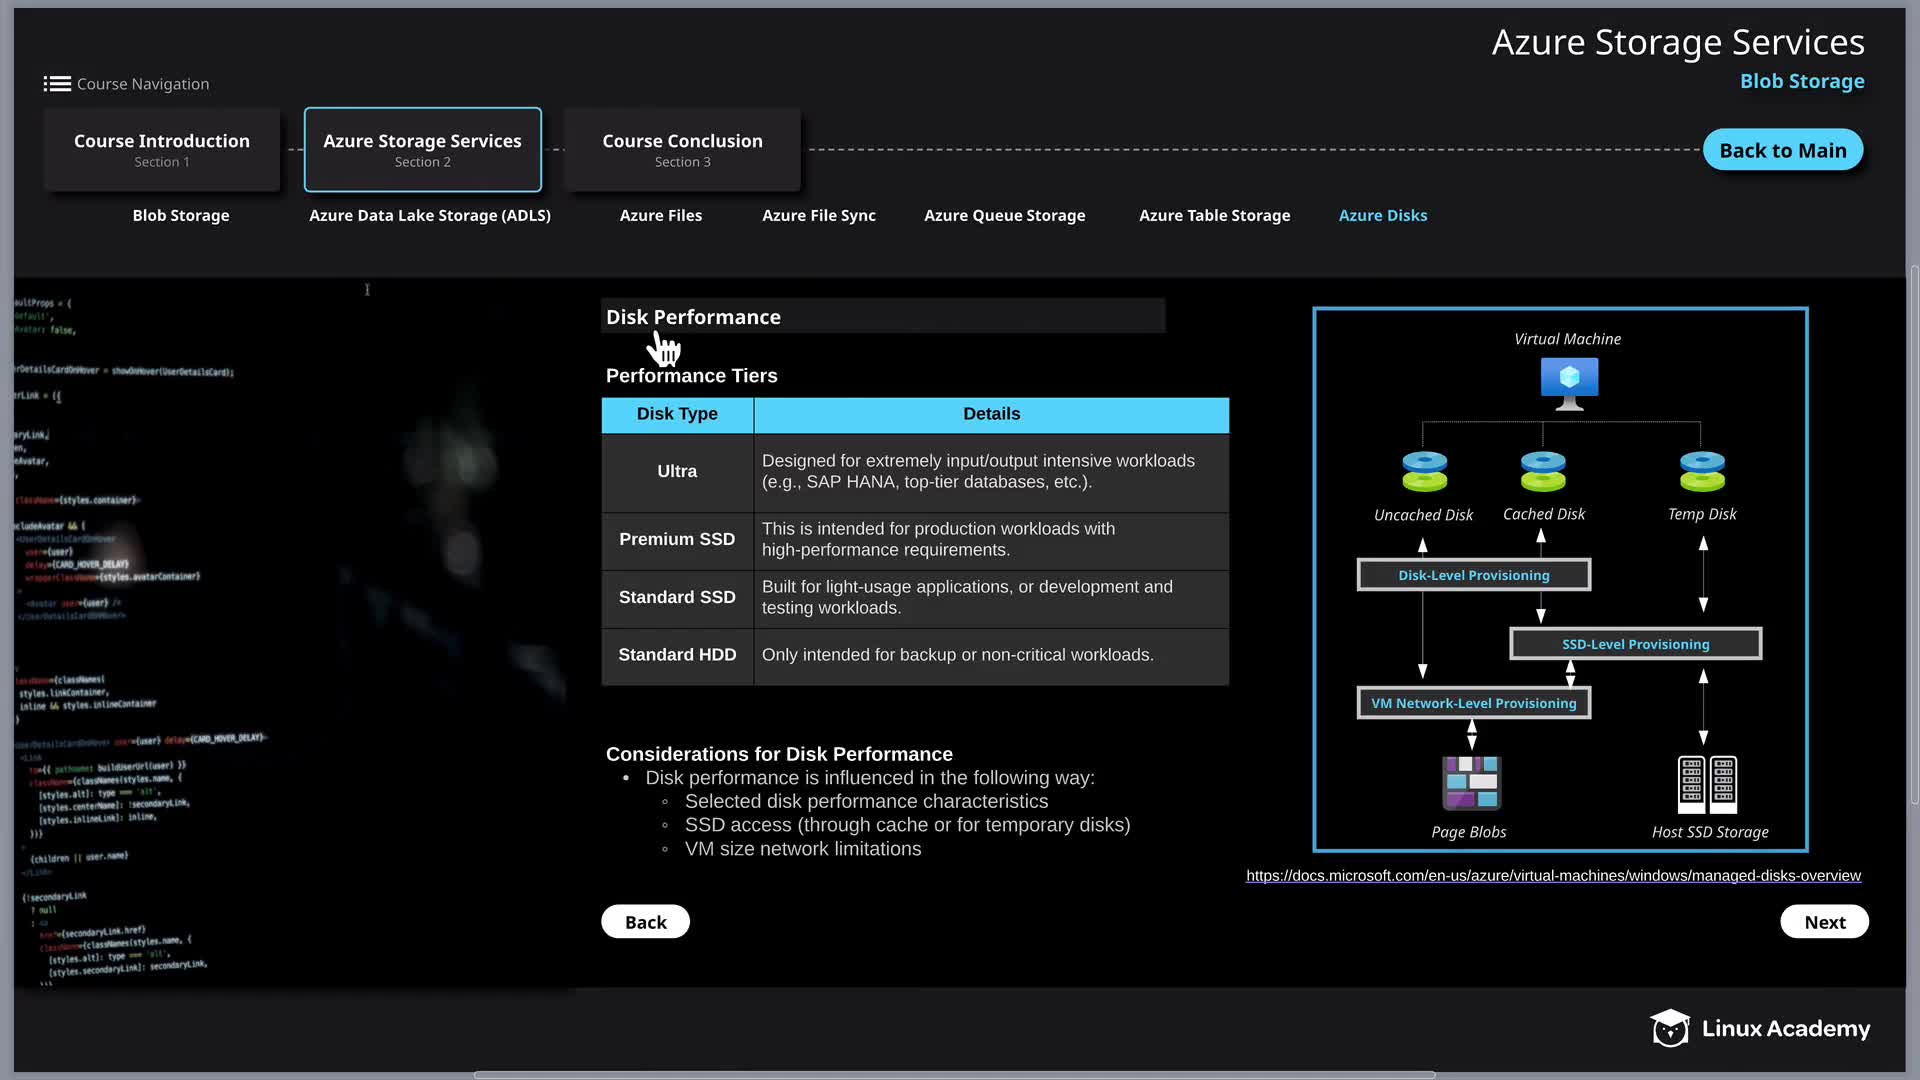 Azure Storage Services
Blob Storage
Course Navigation
Course Introduction
Section 1
Azure Storage Services
Section 2
Course Conclusion
Section 3
Back to Main
Blob Storage
Azure Data Lake Storage (ADLS)
Azure Files
Azure File Sync
Azure Queue Storage
Azure Table Storage
Azure Disks
Disk Performance
Performance Tiers
Disk Type
Details
Ultra
Designed for extremely input/output intensive workloads
(e.g., SAP HANA, top-tier databases, etc.).
Premium SSD
This is intended for production workloads with
high-performance requirements.
Standard SSD
Built for light-usage applications, or development and
testing workloads.
Standard HDD
Only intended for backup or non-critical workloads.
Considerations for Disk Performance
• Disk performance is influenced in the following way:
◦ Selected disk performance characteristics
◦ SSD access (through cache or for temporary disks)
◦ VM size network limitations
Virtual Machine
Uncached Disk
Cached Disk
Temp Disk
Disk-Level Provisioning
SSD-Level Provisioning
VM Network-Level Provisioning
Page Blobs
Host SSD Storage
https://docs.microsoft.com/en-us/azure/virtual-machines/windows/managed-disks-overview
Back
Next
Linux Academy